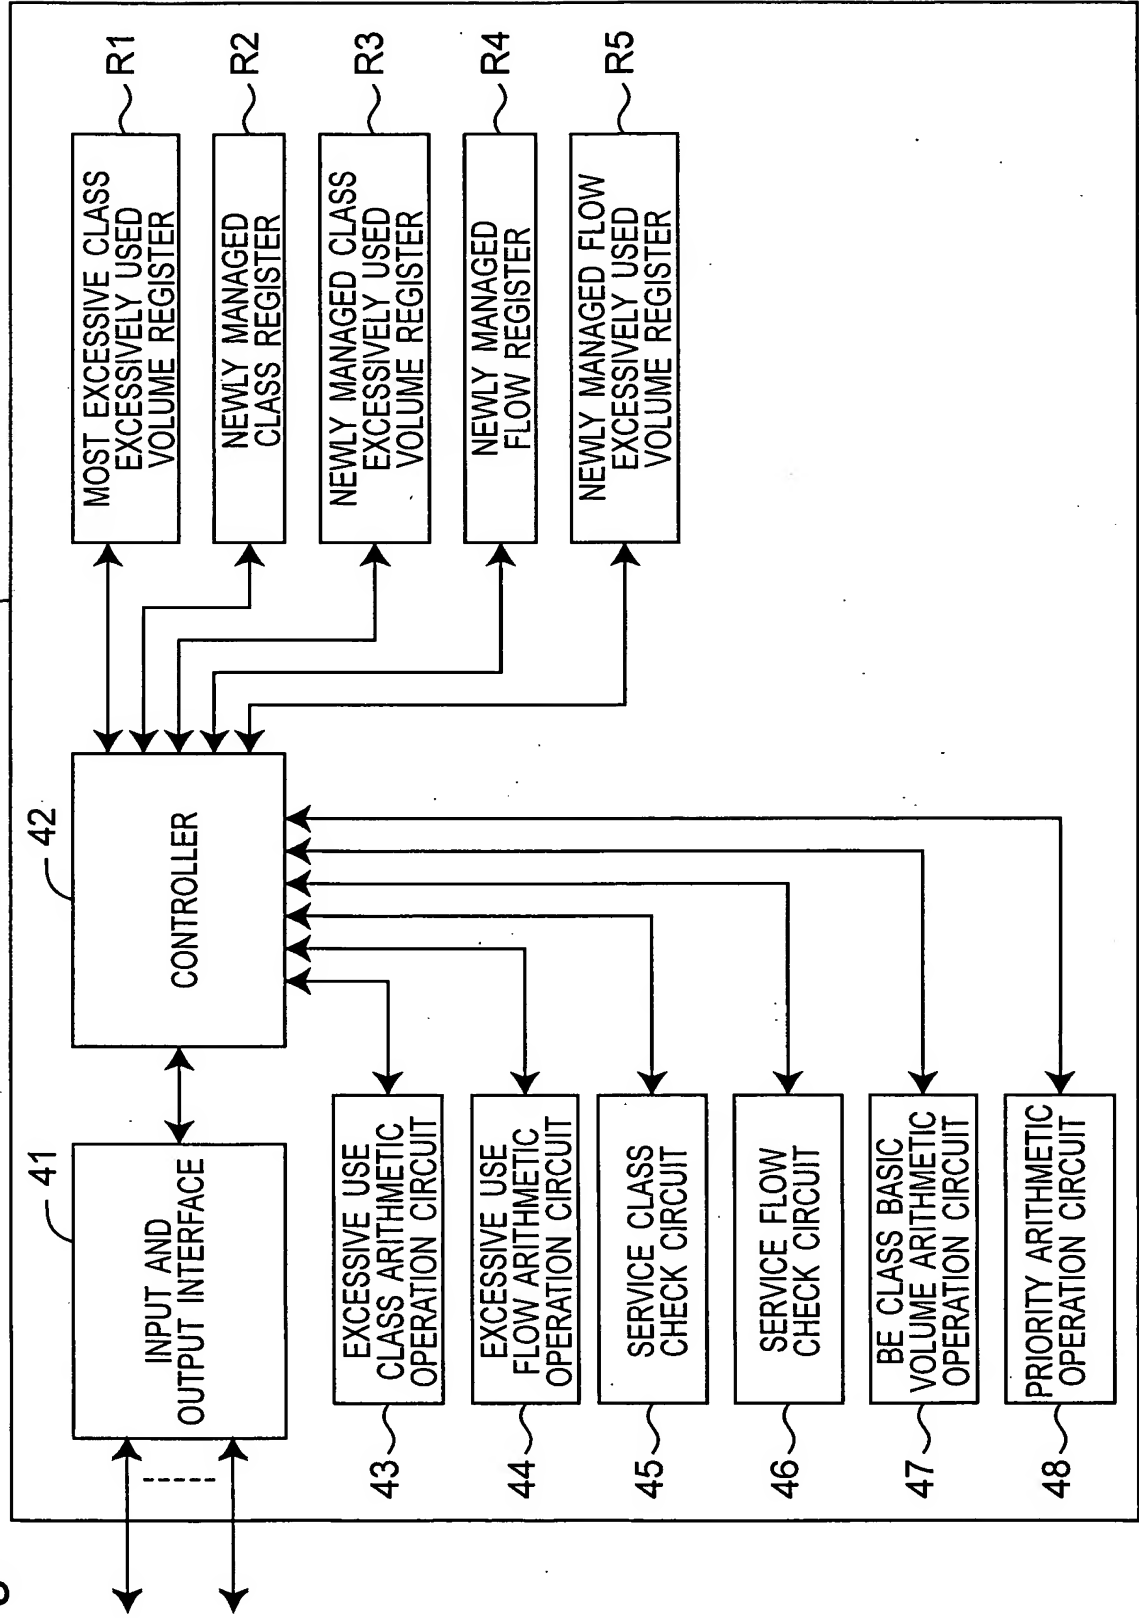 41
INPUT AND
OUTPUT INTERFACE
42
CONTROLLER
MOST EXCESSIVE CLASS
EXCESSIVELY USED
VOLUME REGISTER
R1
NEWLY MANAGED
CLASS REGISTER
R2
NEWLY MANAGED CLASS
EXCESSIVELY USED
VOLUME REGISTER
R3
NEWLY MANAGED
FLOW REGISTER
R4
NEWLY MANAGED FLOW
EXCESSIVELY USED
VOLUME REGISTER
R5
43
EXCESSIVE USE
CLASS ARITHMETIC
OPERATION CIRCUIT
44
EXCESSIVE USE
FLOW ARITHMETIC
OPERATION CIRCUIT
45
SERVICE CLASS
CHECK CIRCUIT
46
SERVICE FLOW
CHECK CIRCUIT
47
BE CLASS BASIC
VOLUME ARITHMETIC
OPERATION CIRCUIT
48
PRIORITY ARITHMETIC
OPERATION CIRCUIT